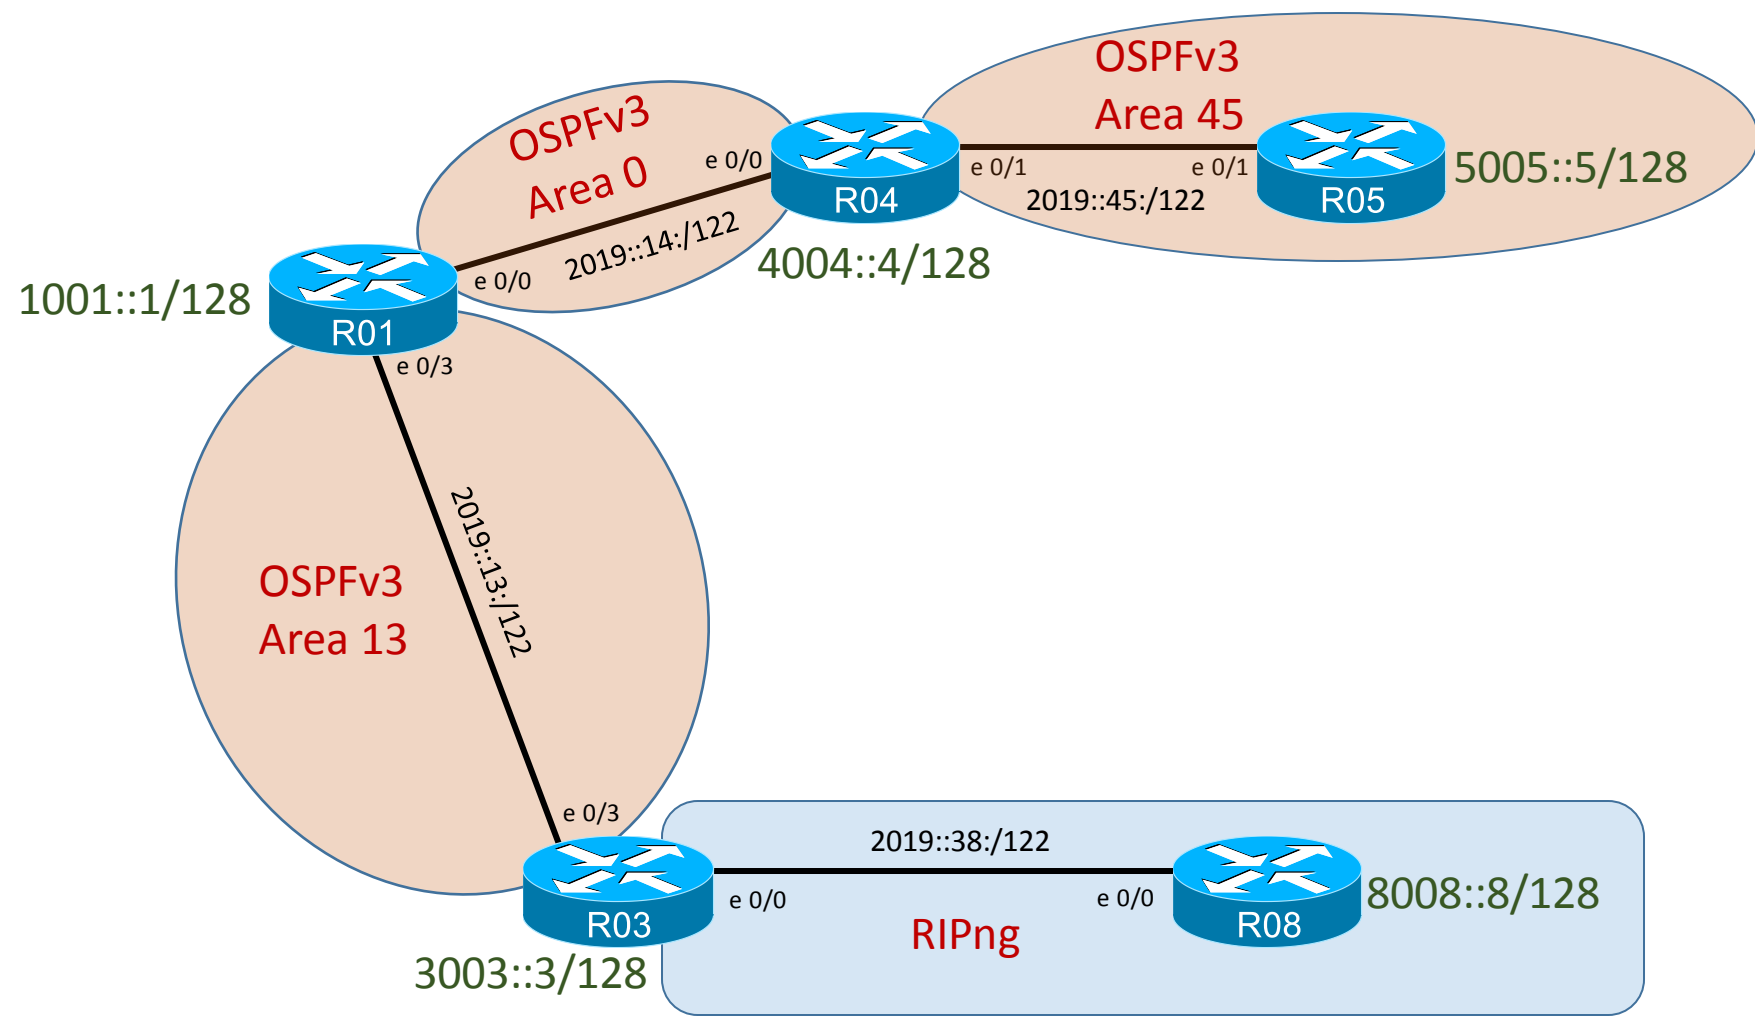 OSPFv3
Area 45
OSPFv3
Area 0
e 0/0
R04
e 0/1
e 0/1
2019::45:/122
R05
5005::5/128
2019::14:/122
4004::4/128
e 0/0
1001::1/128
R01
e 0/3
2019::13:/122
OSPFv3
Area 13
e 0/3
2019::38:/122
R03
e 0/0
e 0/0
R08
8008::8/128
RIPng
3003::3/128